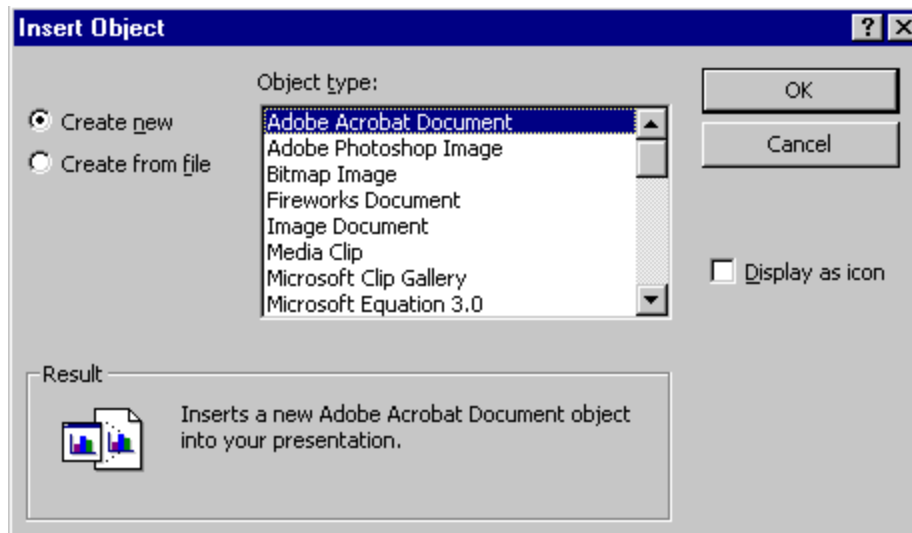 Insert Object
Object type:
Create new
Create from file
Adobe Acrobat Document
Adobe Photoshop Image
Bitmap Image
Fireworks Document
Image Document
Media Clip
Microsoft Clip Gallery
Microsoft Equation 3.0
OK
Cancel
Display as icon
Result
Inserts a new Adobe Acrobat Document object
into your presentation.